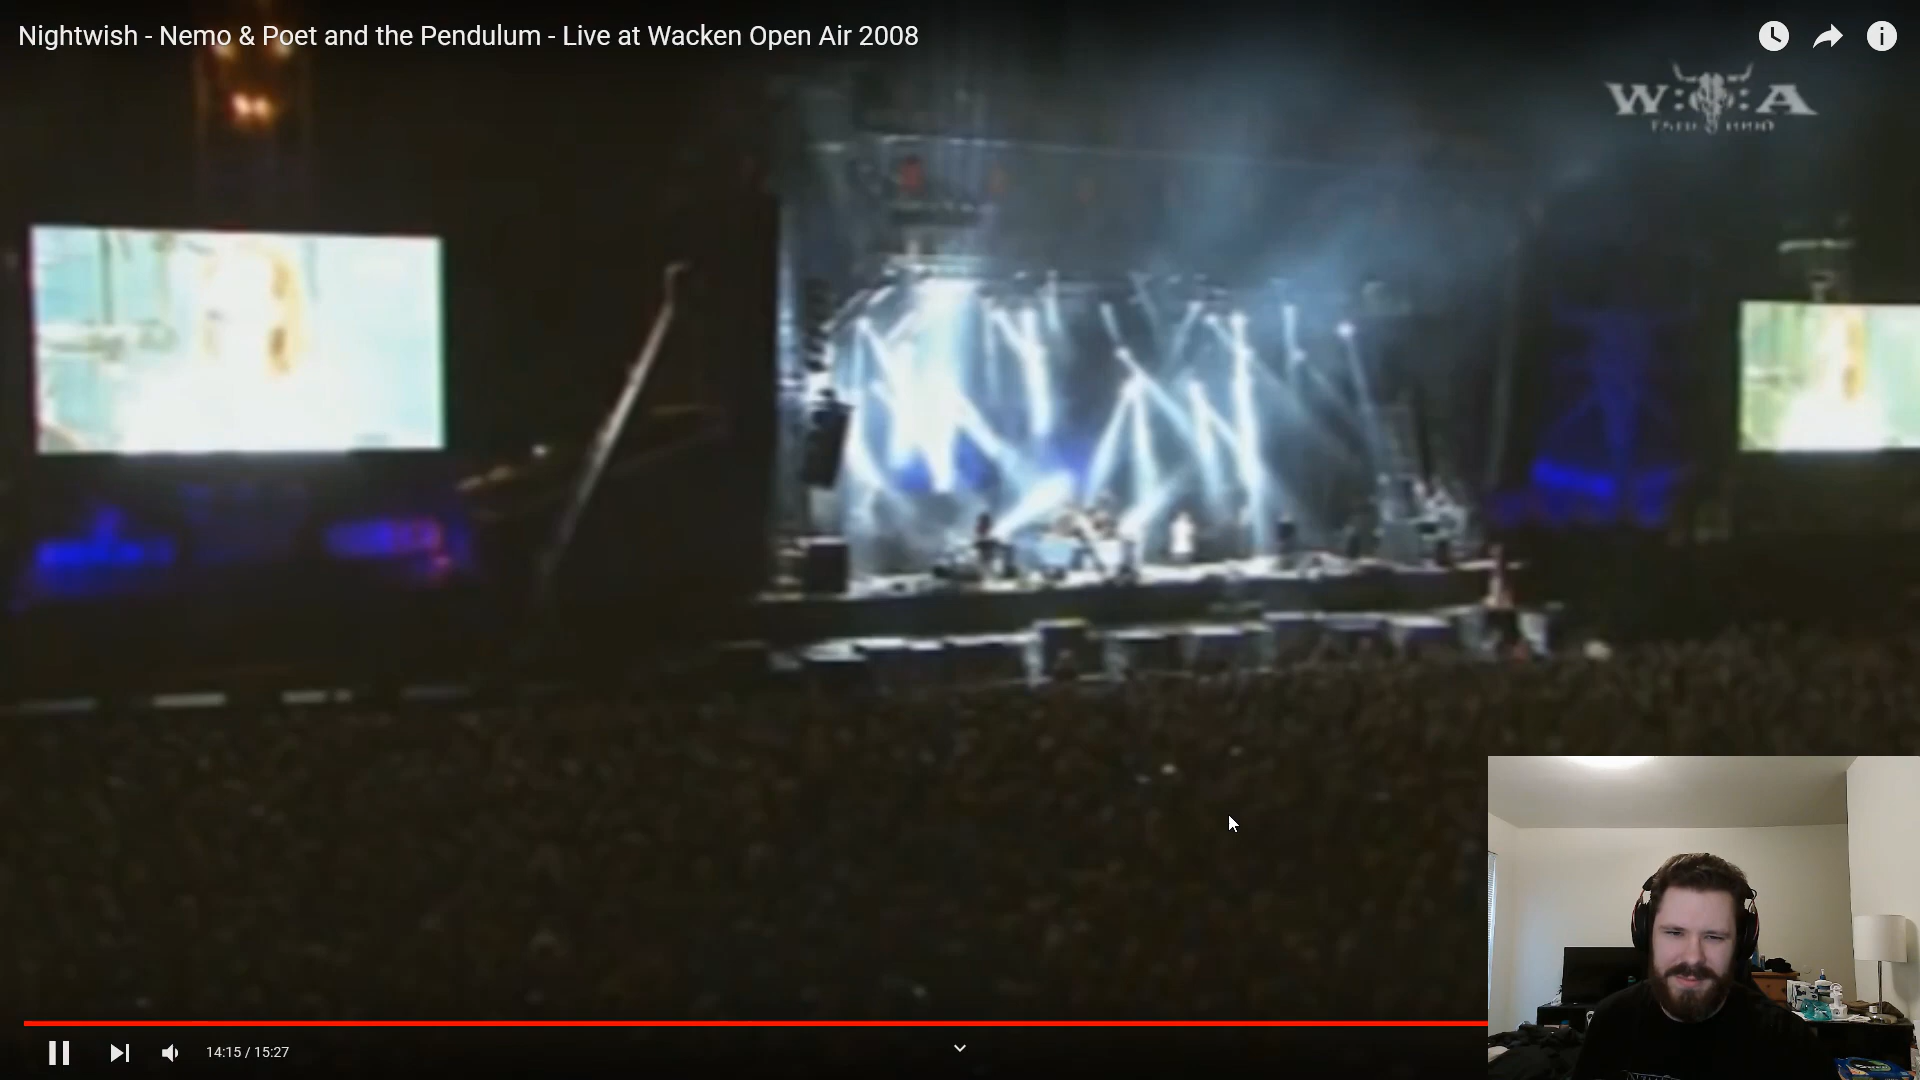 Nightwish - Nemo & Poet and the Pendulum - Live at Wacken Open Air 2008
W:O:A
14:15 / 15:27